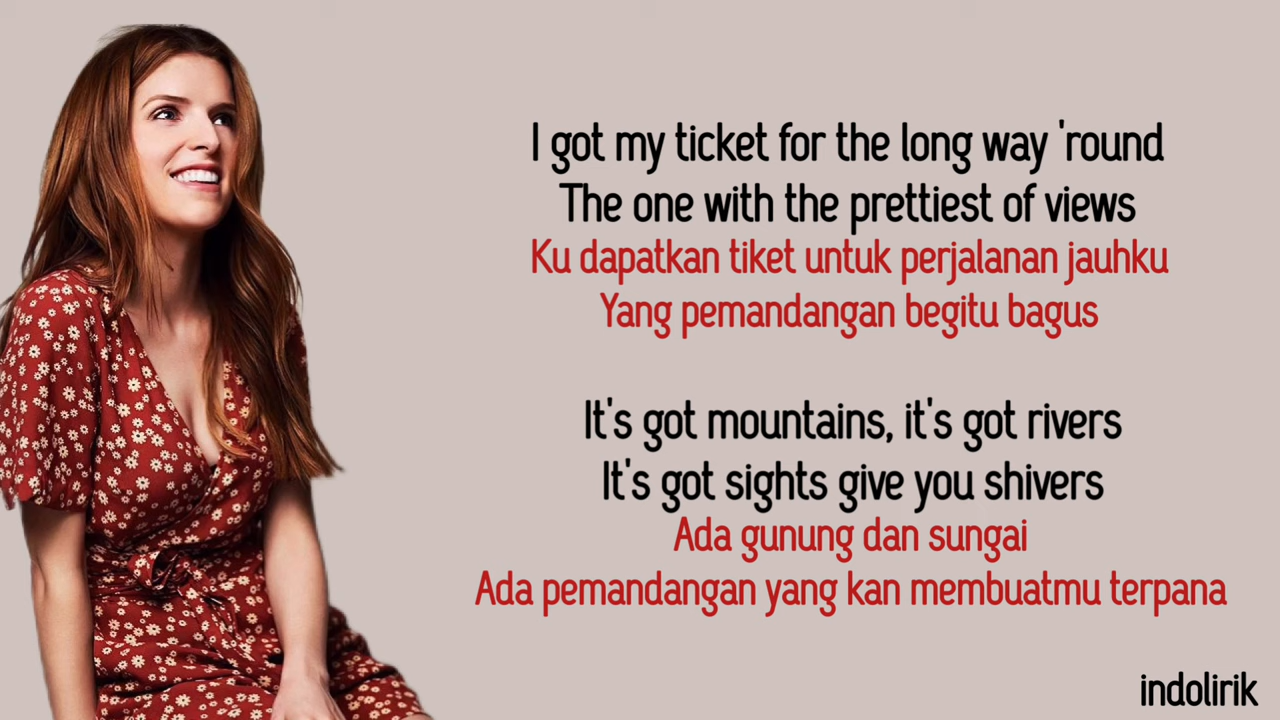 I got my ticket for the long way 'round
The one with the prettiest of views
Ku dapatkan tiket untuk perjalanan jauhku
Yang pemandangan begitu bagus
It's got mountains, it's got rivers
It's got sights give you shivers
Ada gunung dan sungai
Ada pemandangan yang kan membuatmu terpana
indolirik